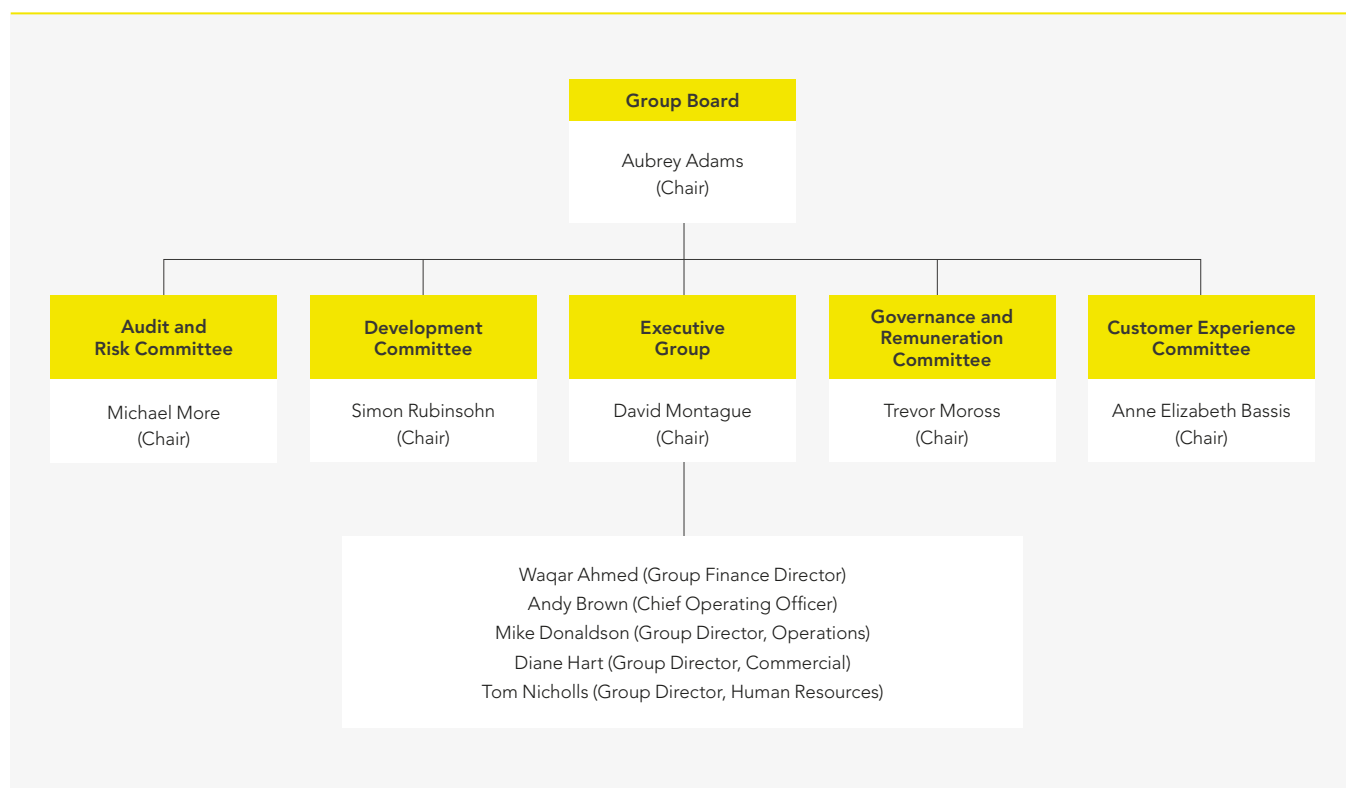 Group Board
Aubrey Adams
(Chair)
Audit and
Risk Committee
Michael More
(Chair)
Development
Committee
Simon Rubinsohn
(Chair)
Executive
Group
David Montague
(Chair)
Governance and
Remuneration
Committee
Trevor Moross
(Chair)
Customer Experience
Committee
Anne Elizabeth Bassis
(Chair)
Waqar Ahmed (Group Finance Director)
Andy Brown (Chief Operating Officer)
Mike Donaldson (Group Director, Operations)
Diane Hart (Group Director, Commercial)
Tom Nicholls (Group Director, Human Resources)